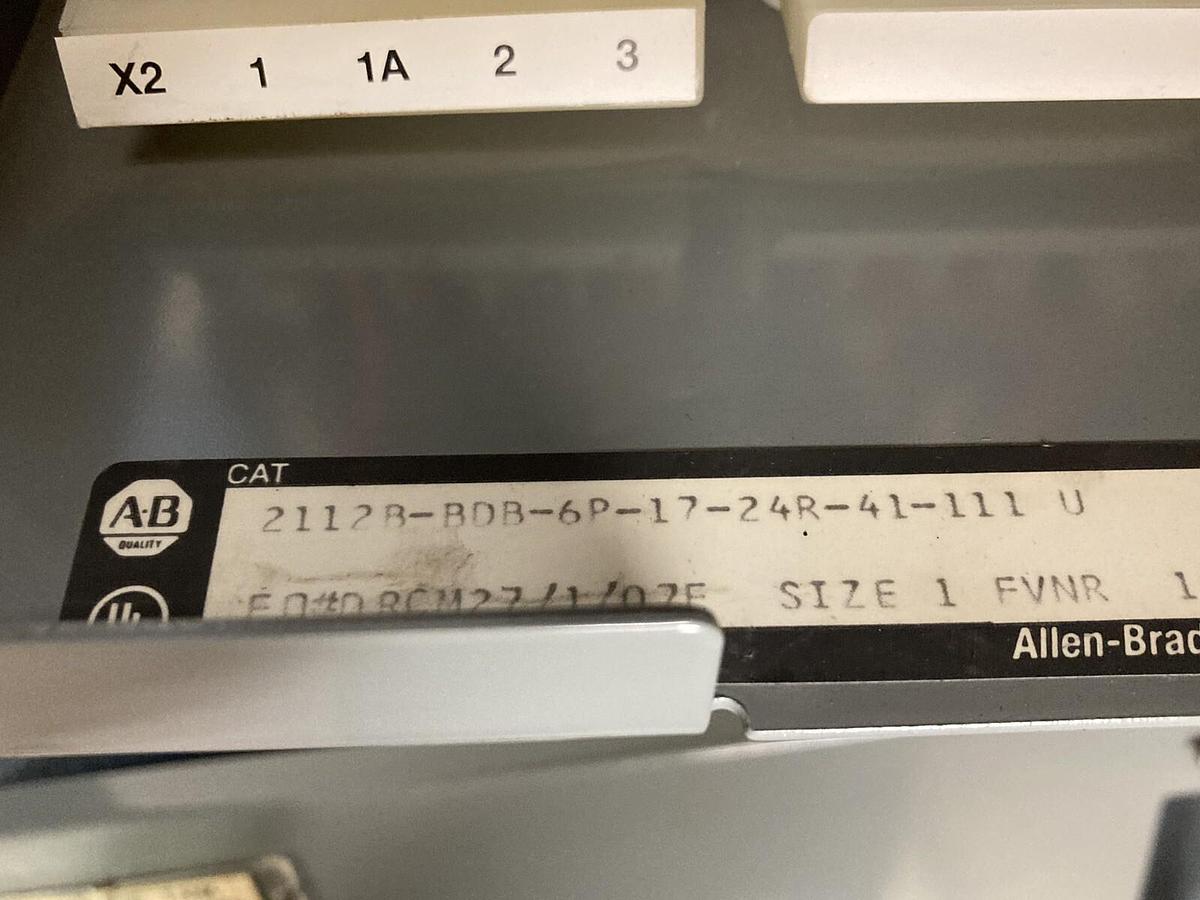 X2 1 1A 2 3
CAT
A·B
QUALITY
2112B-BDB-6P-17-24R-41-111 U
SIZE 1 FVNR 1
UL
Allen-Brad